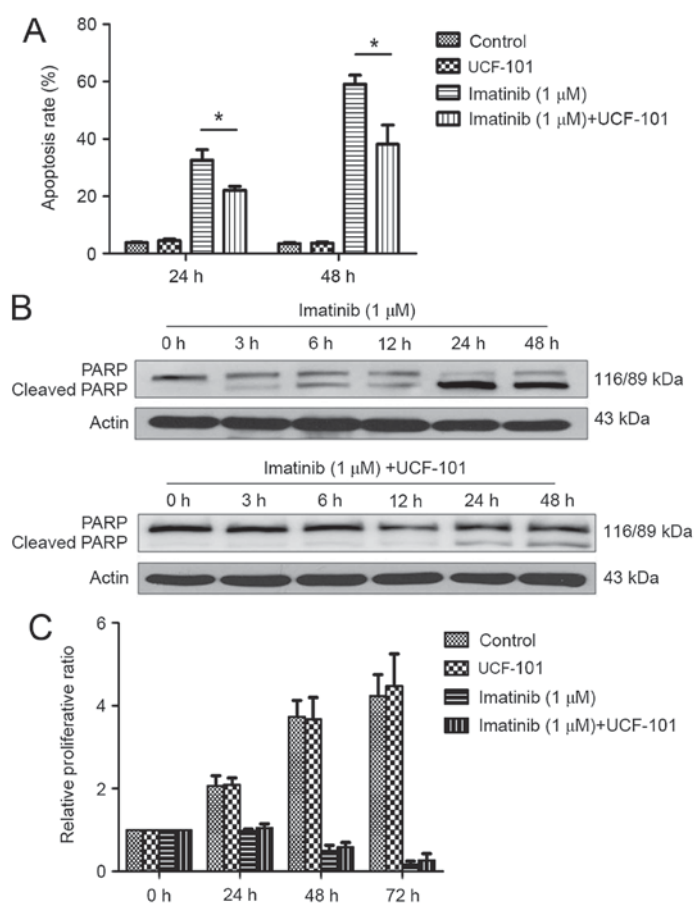 A
Apoptosis rate (%)
80
60
40
20
0
*
*
24 h
48 h
Control
UCF-101
Imatinib (1 μM)
Imatinib (1 μM)+UCF-101
B
Imatinib (1 μM)
0 h 3 h 6 h 12 h 24 h 48 h
PARP
Cleaved PARP
116/89 kDa
Actin
43 kDa
Imatinib (1 μM) +UCF-101
0 h 3 h 6 h 12 h 24 h 48 h
PARP
Cleaved PARP
116/89 kDa
Actin
43 kDa
C
Relative proliferative ratio
6
4
2
0
0 h
24 h
48 h
72 h
Control
UCF-101
Imatinib (1 μM)
Imatinib (1 μM)+UCF-101